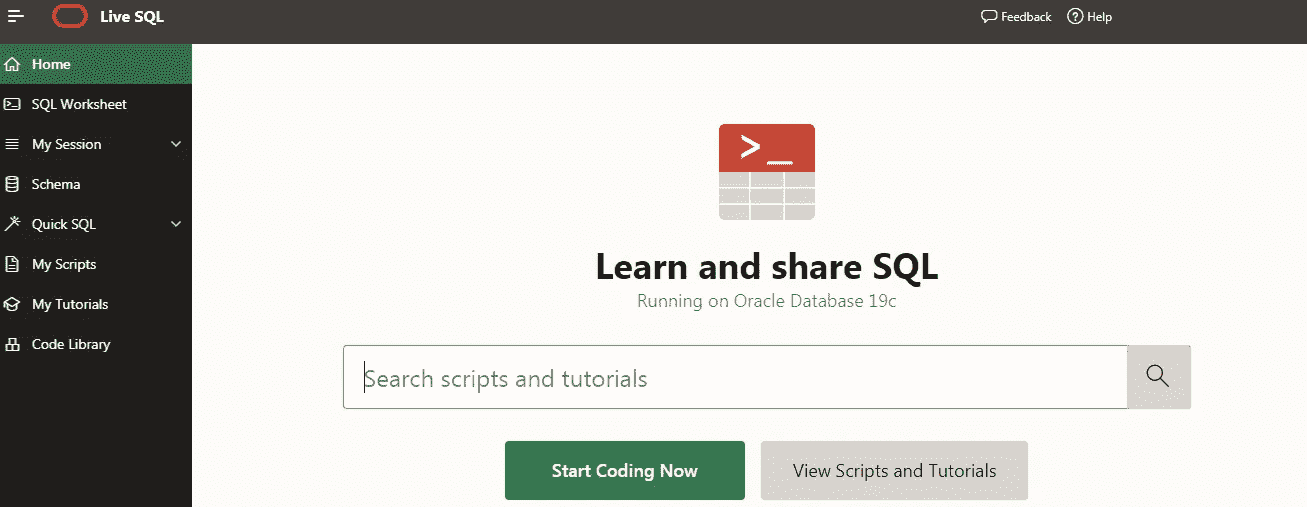 Live SQL
Feedback
Help
Home
SQL Worksheet
My Session
Schema
Quick SQL
My Scripts
My Tutorials
Code Library
>_
Learn and share SQL
Running on Oracle Database 19c
Search scripts and tutorials
Start Coding Now
View Scripts and Tutorials